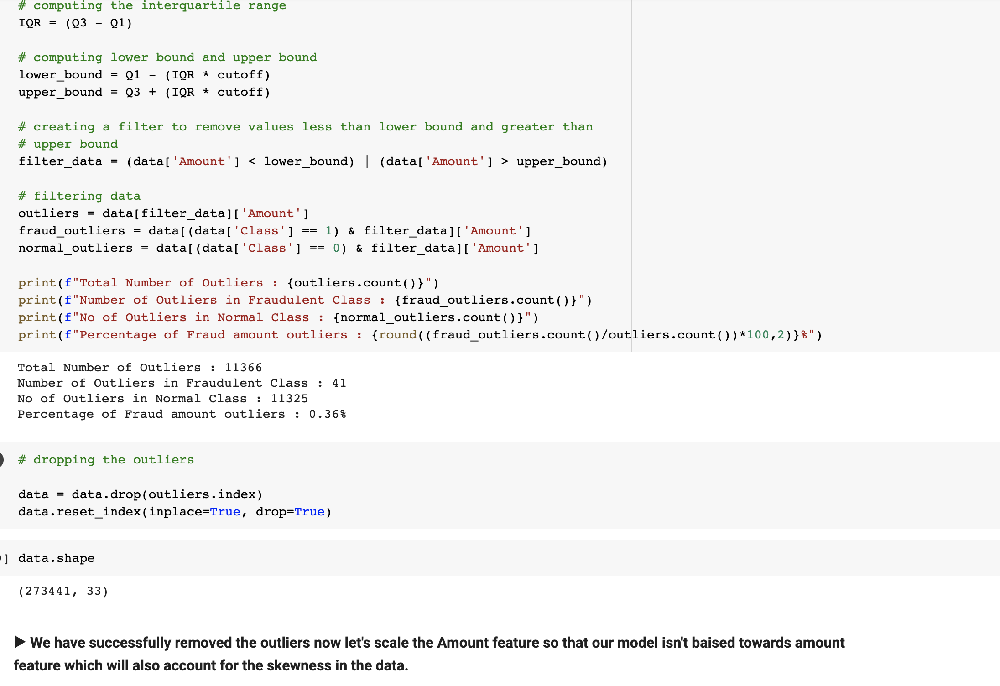 # computing the interquartile range
IQR = (Q3 - Q1)
# computing lower bound and upper bound
lower_bound = Q1 - (IQR * cutoff)
upper_bound = Q3 + (IQR * cutoff)
# creating a filter to remove values less than lower bound and greater than
# upper bound
filter_data = (data['Amount'] < lower_bound) | (data['Amount'] > upper_bound)
# filtering data
outliers = data[filter_data]['Amount']
fraud_outliers = data[(data['Class'] == 1) & filter_data]['Amount']
normal_outliers = data[(data['Class'] == 0) & filter_data]['Amount']
print(f"Total Number of Outliers : {outliers.count()}")
print(f"Number of Outliers in Fraudulent Class : {fraud_outliers.count()}")
print(f"No of Outliers in Normal Class : {normal_outliers.count()}")
print(f"Percentage of Fraud amount outliers : {round((fraud_outliers.count()/outliers.count())*100,2)}%")
Total Number of Outliers : 11366
Number of Outliers in Fraudulent Class : 41
No of Outliers in Normal Class : 11325
Percentage of Fraud amount outliers : 0.36%
# dropping the outliers
data = data.drop(outliers.index)
data.reset_index(inplace=True, drop=True)
] data.shape
(273441, 33)
▶ We have successfully removed the outliers now let's scale the Amount feature so that our model isn't baised towards amount
feature which will also account for the skewness in the data.